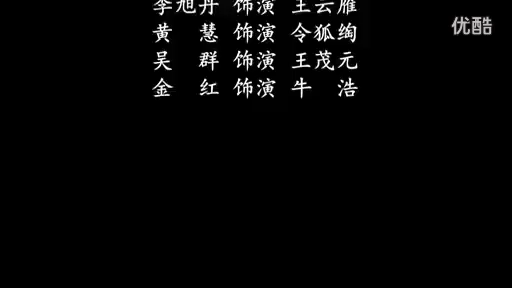 李旭丹 饰演 王云雁
优酷
黄 慧 饰演 令狐绹
吴 群 饰演 王茂元
金 红 饰演 牛 浩